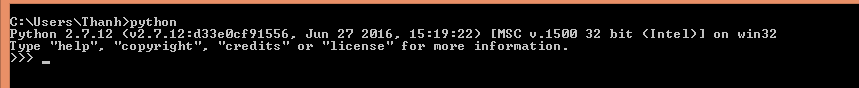 C:\Users\Thanh>python
Python 2.7.12 (v2.7.12:d33e0cf91556, Jun 27 2016, 15:19:22) [MSC v.1500 32 bit (Intel)] on win32
Type "help", "copyright", "credits" or "license" for more information.
>>> _